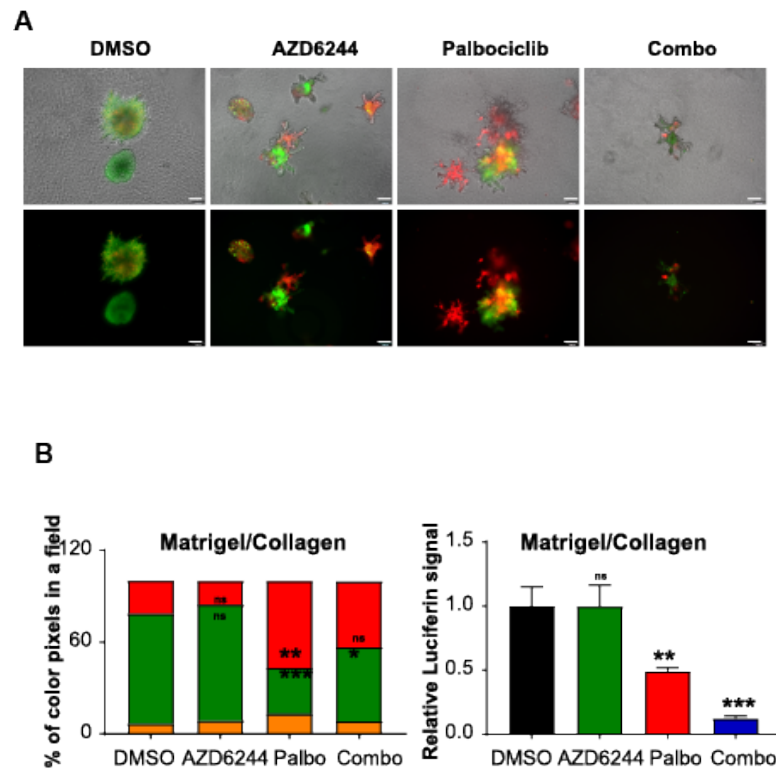 A
DMSO AZD6244 Palbociclib Combo
B
% of color pixels in a field
Matrigel/Collagen
120
60
0
ns
ns
**
***
ns
*
DMSO AZD6244 Palbo Combo
Relative Luciferin signal
Matrigel/Collagen
1.5
1.0
0.5
0.0
ns
**
***
DMSO AZD6244 Palbo Combo